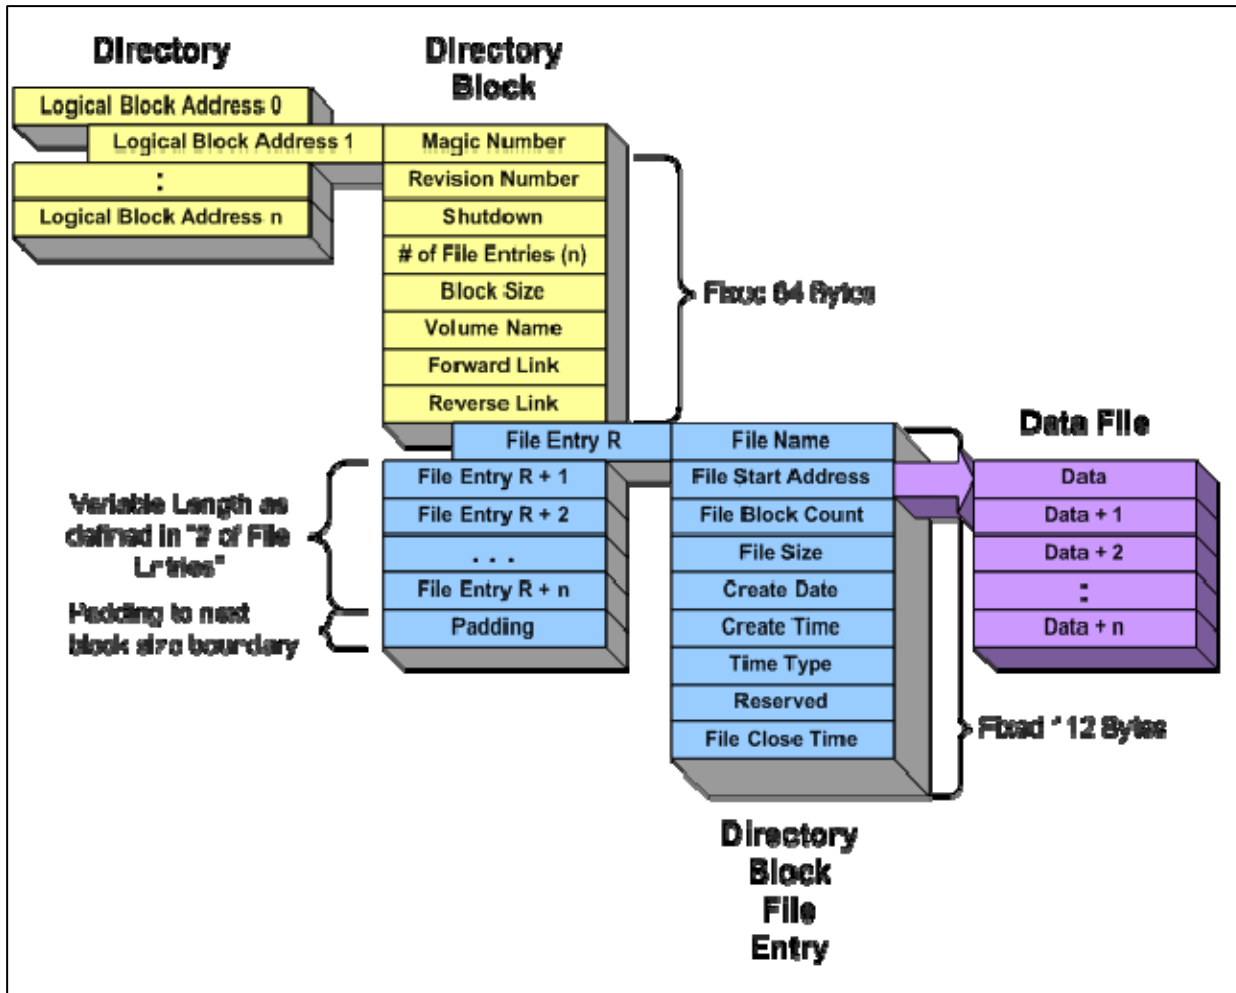 Directory
Logical Block Address 0
Logical Block Address 1
:
Logical Block Address n
Directory
Block
Magic Number
Revision Number
Shutdown
# of File Entries (n)
Block Size
Volume Name
Forward Link
Reverse Link
64 Bytes
File Entry R
File Entry R + 1
File Entry R + 2
. . .
File Entry R + n
Padding
Variable Length as
defined in "# of File
Entries"
Padding to next
block size boundary
File Name
File Start Address
File Block Count
File Size
Create Date
Create Time
Time Type
Reserved
File Close Time
Fixed 112 Bytes
Directory
Block
File
Entry
Data File
Data
Data + 1
Data + 2
:
Data + n